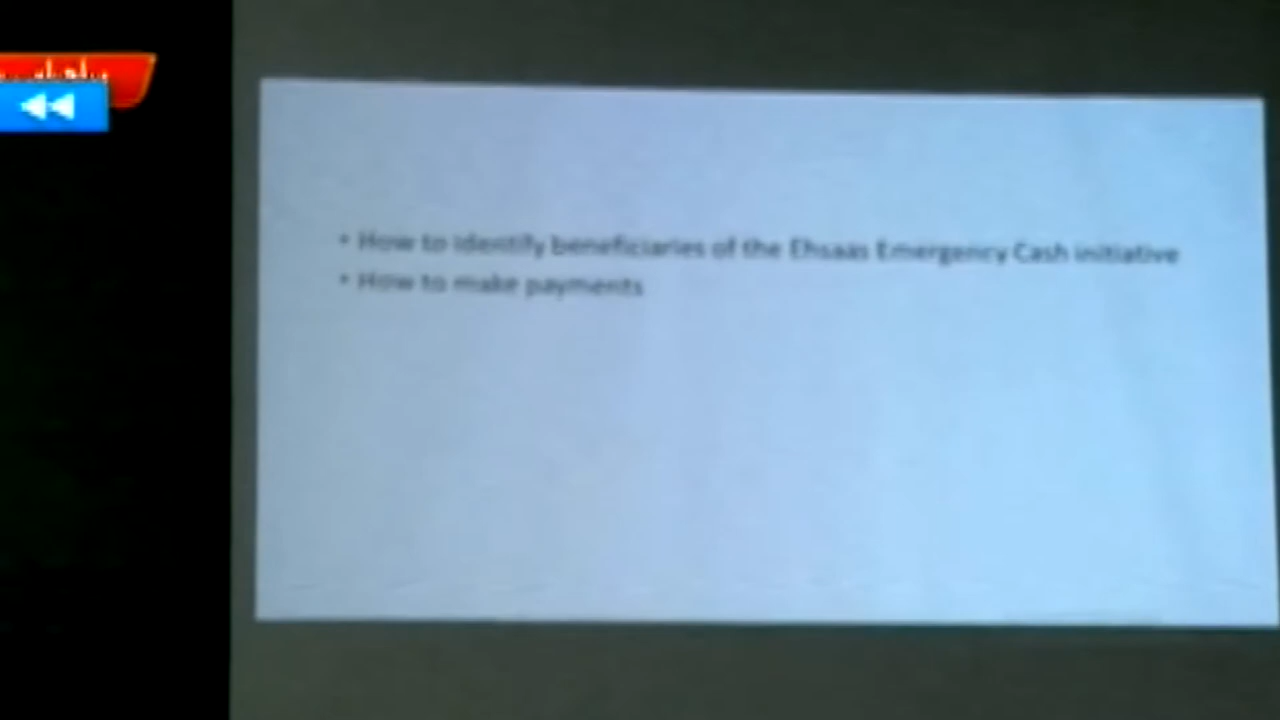 • How to identify beneficiaries of the Ehsaas Emergency Cash initiative
• How to make payments